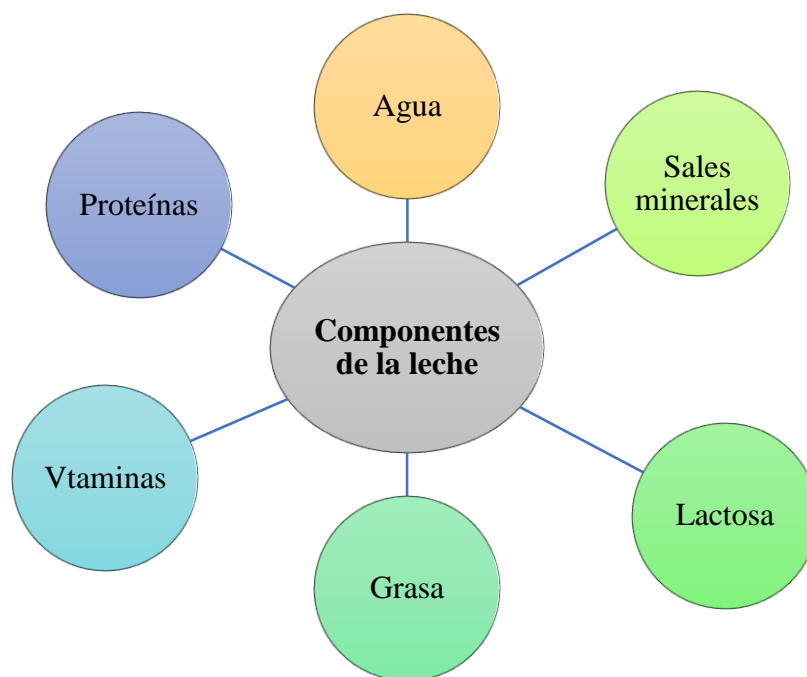 Agua
Sales
minerales
Proteínas
Componentes
de la leche
Vtaminas
Lactosa
Grasa